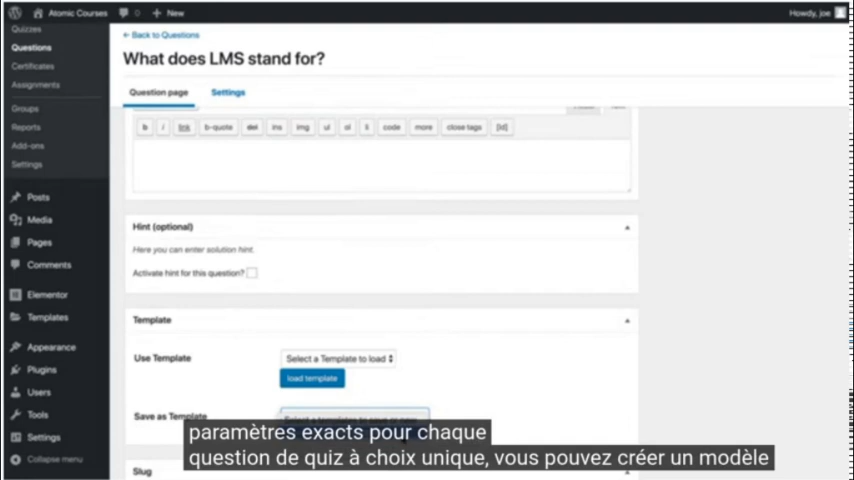 Atomic Courses
0
+ New
Howdy, joe
Quizzes
Questions
Certificates
Assignments
Groups
Reports
Add-ons
Settings
Posts
Media
Pages
Comments
Elementor
Templates
Appearance
Plugins
Users
Tools
Settings
Collapse menu
← Back to Questions
What does LMS stand for?
Question page
Settings
b i link b-quote del ins img ul ol li code more close tags [ld]
Hint (optional)
Here you can enter solution hint.
Activate hint for this question?
Template
Use Template
Select a Template to load
load template
Save as Template
paramètres exacts pour chaque
question de quiz à choix unique, vous pouvez créer un modèle
Slug